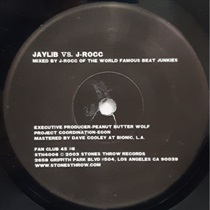 JAYLIB VS. J-ROCC
MIXED BY J-ROCC OF THE WORLD FAMOUS BEAT JUNKIES
EXECUTIVE PRODUCER-PEANUT BUTTER WOLF
PROJECT COORDINATION-EGON
MASTERED BY DAVE COOLEY AT BIONIC, L.A.
FAN CLUB 45 #6
STH4006 © 2003 STONES THROW RECORDS
2658 GRIFFITH PARK BLVD #504, LOS ANGELES CA 90039
WWW.STONESTHROW.COM